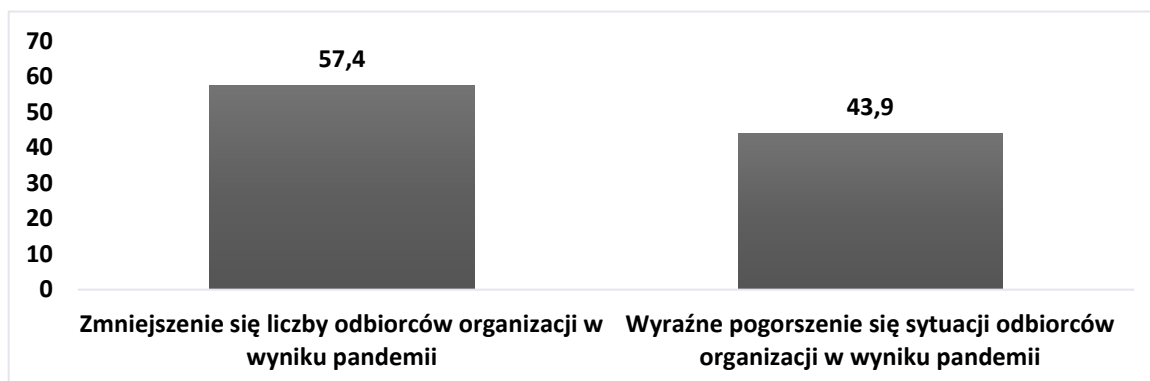 70
60
50
40
30
20
10
0
57,4
43,9
Zmniejszenie się liczby odbiorców organizacji w
wyniku pandemii
Wyraźne pogorszenie się sytuacji odbiorców
organizacji w wyniku pandemii